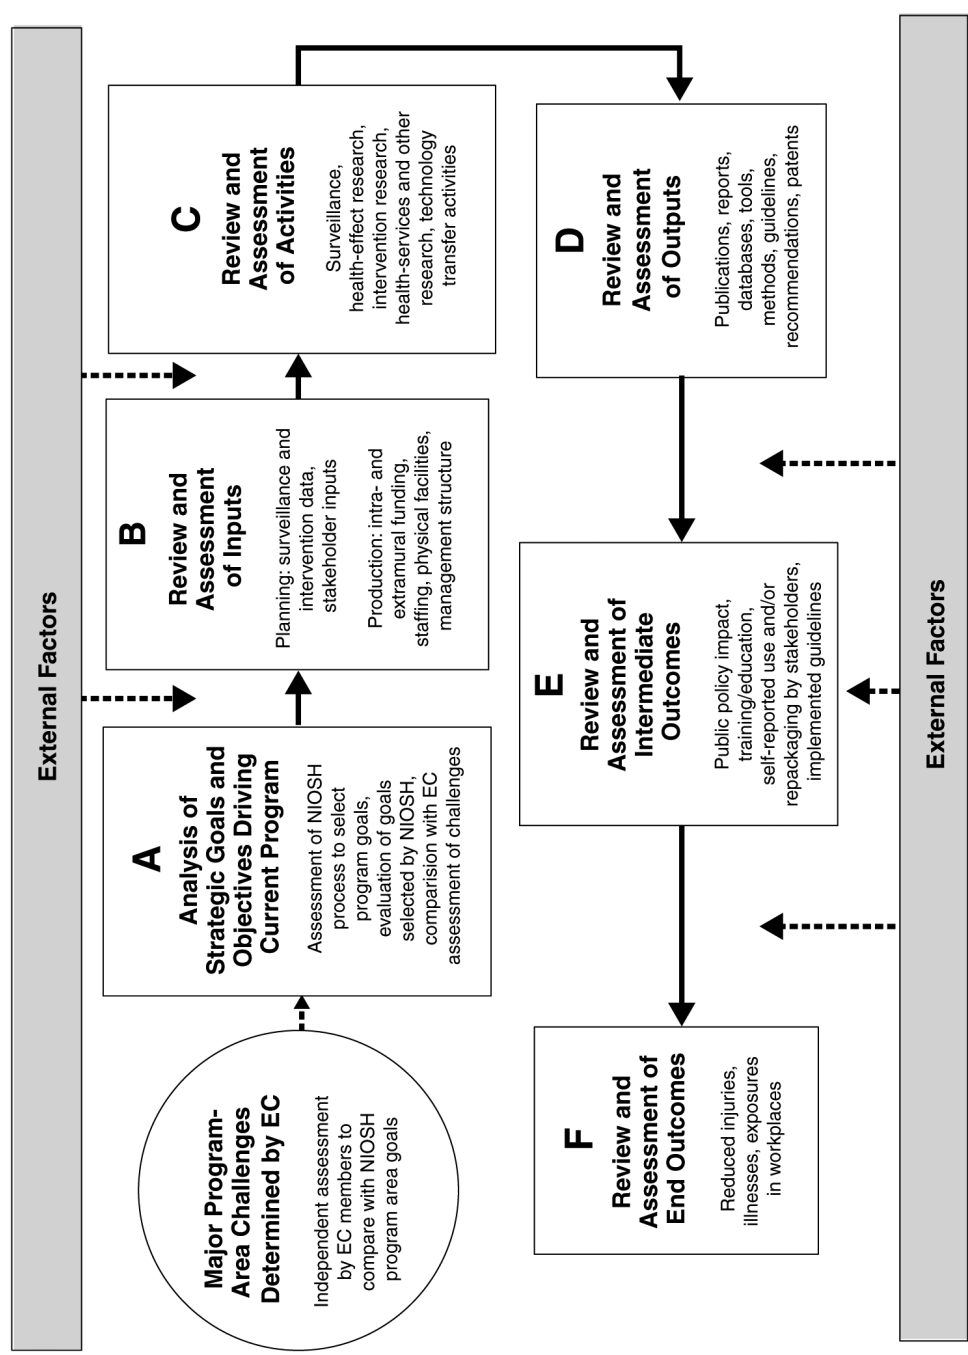 External Factors
Major Program-
Area Challenges
Determined by EC
Independent assessment
by EC members to
compare with NIOSH
program area goals
A
Analysis of
Strategic Goals and
Objectives Driving
Current Program
Assessment of NIOSH
process to select
program goals,
evaluation of goals
selected by NIOSH,
comparision with EC
assessment of challenges
B
Review and
Assessment
of Inputs
Planning: surveillance and
intervention data,
stakeholder inputs
Production: intra- and
extramural funding,
staffing, physical facilities,
management structure
C
Review and
Assessment
of Activities
Surveillance,
health-effect research,
intervention research,
health-services and other
research, technology
transfer activities
D
Review and
Assessment
of Outputs
Publications, reports,
databases, tools,
methods, guidelines,
recommendations, patents
E
Review and
Assessment of
Intermediate
Outcomes
Public policy impact,
training/education,
self-reported use and/or
repackaging by stakeholders,
implemented guidelines
F
Review and
Assessment of
End Outcomes
Reduced injuries,
illnesses, exposures
in workplaces
External Factors